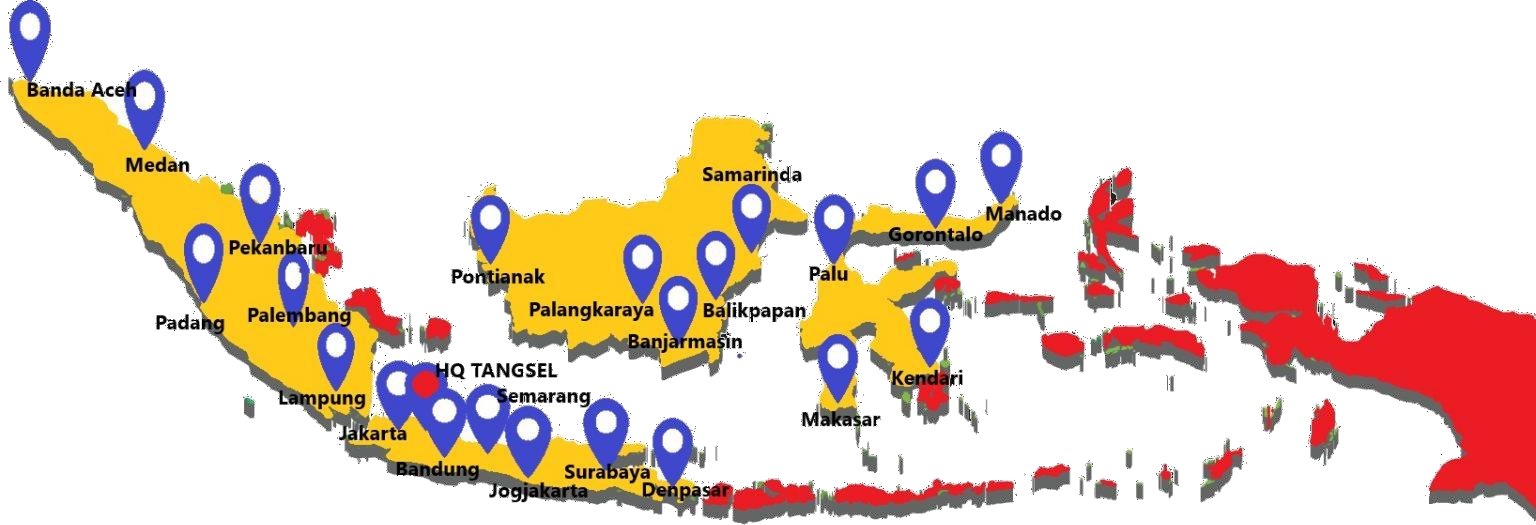 Banda Aceh
Medan
Samarinda
Manado
Gorontalo
Pekanbaru
Palu
Pontianak
Palangkaraya
Balikpapan
Padang
Palembang
Banjarmasin
HQ TANGSEL
Kendari
Lampung
Semarang
Makasar
Jakarta
Bandung
Surabaya
Jogjakarta
Denpasar